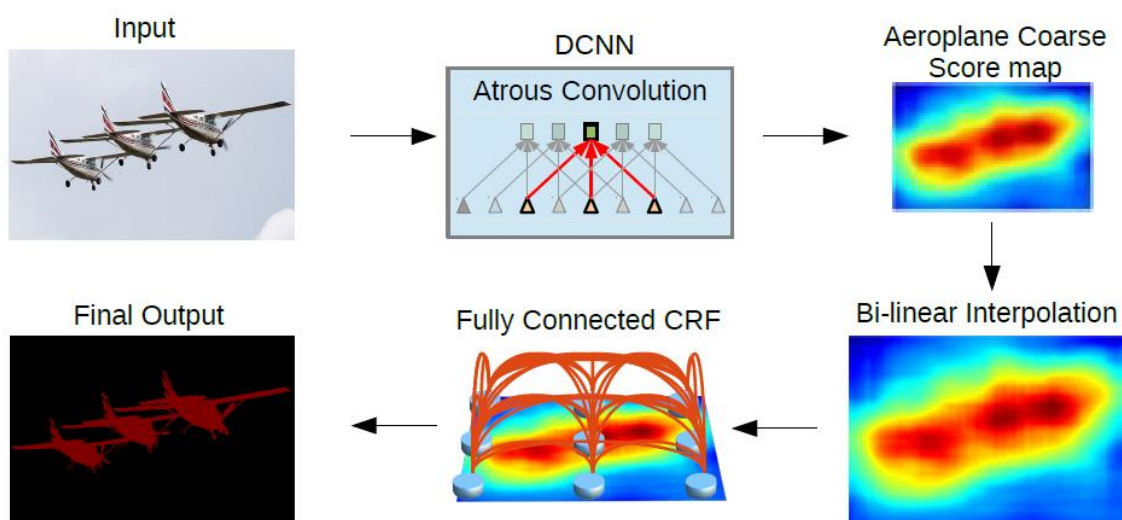 Input
DCNN
Atrous Convolution
Aeroplane Coarse
Score map
Final Output
Fully Connected CRF
Bi-linear Interpolation